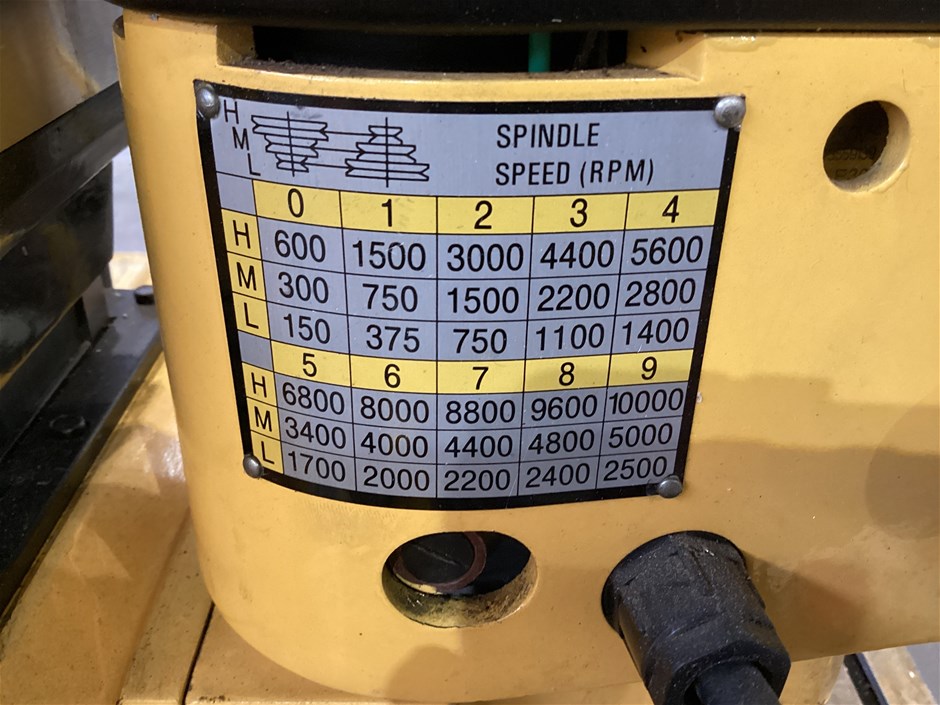 H
M
L
SPINDLE
SPEED (RPM)
0 1 2 3 4
H 600 1500 3000 4400 5600
M 300 750 1500 2200 2800
L 150 375 750 1100 1400
5 6 7 8 9
H 6800 8000 8800 9600 10000
M 3400 4000 4400 4800 5000
L 1700 2000 2200 2400 2500